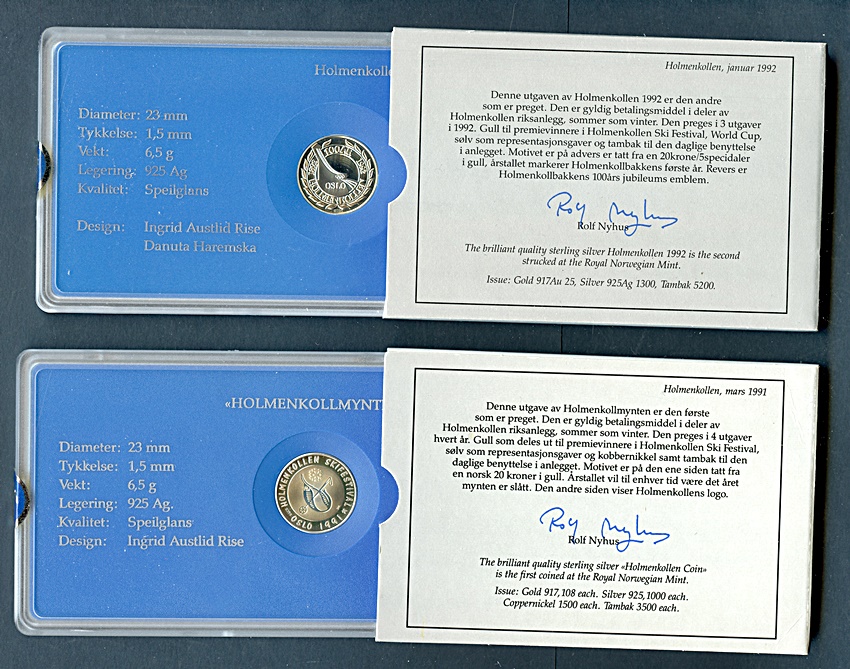 Holmenkolle
Diameter: 23 mm
Tykkelse: 1,5 mm
Vekt: 6,5 g
Legering: 925 Ag
Kvalitet: Speilglans
Design: Ingrid Austlid Rise
Danuta Haremska
100 ÅR
OSLO
HOLMENKOLLEN
Holmenkollen, januar 1992
Denne utgaven av Holmenkollen 1992 er den andre
som er preget. Den er gyldig betalingsmiddel i deler av
Holmenkollen riksanlegg, sommer som vinter. Den preges i 3 utgaver
i 1992. Gull til premievinnere i Holmenkollen Ski Festival, World Cup,
sølv som representasjonsgaver og tambak til den daglige benyttelse
i anlegget. Motivet er på advers er tatt fra en 20krone/5specidaler
i gull, årstallet markerer Holmenkollbakkens første år. Revers er
Holmenkollbakkens 100års jubileums emblem.
Rolf Nyhus
Rolf Nyhus
The brilliant quality sterling silver Holmenkollen 1992 is the second
strucked at the Royal Norwegian Mint.
Issue: Gold 917Au 25, Silver 925Ag 1300, Tambak 5200.
«HOLMENKOLLMYNT
Diameter: 23 mm
Tykkelse: 1,5 mm
Vekt: 6,5 g
Legering: 925 Ag.
Kvalitet: Speilglans
Design: Ingrid Austlid Rise
HOLMENKOLLEN SKIFESTIVAL
OSLO 1991
Holmenkollen, mars 1991
Denne utgave av Holmenkollmynten er den første
som er preget. Den er gyldig betalingsmiddel i deler av
Holmenkollen riksanlegg, sommer som vinter. Den preges i 4 utgaver
hvert år. Gull som deles ut til premievinnere i Holmenkollen Ski Festival,
sølv som representasjonsgaver og kobbernikkel samt tambak til den
daglige benyttelse i anlegget. Motivet er på den ene siden tatt fra
en norsk 20 kroner i gull. Årstallet vil til enhver tid være det året
mynten er slått. Den andre siden viser Holmenkollens logo.
Rolf Nyhus
Rolf Nyhus
The brilliant quality sterling silver «Holmenkollen Coin»
is the first coined at the Royal Norwegian Mint.
Issue: Gold 917,108 each. Silver 925,1000 each.
Coppernickel 1500 each. Tambak 3500 each.